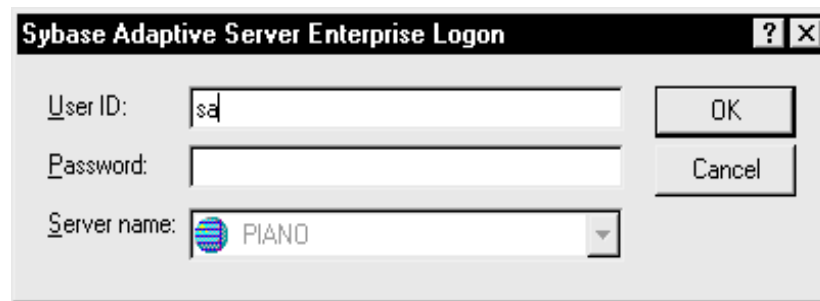 Sybase Adaptive Server Enterprise Logon ? X
User ID: sa OK
Password: Cancel
Server name: PIANO